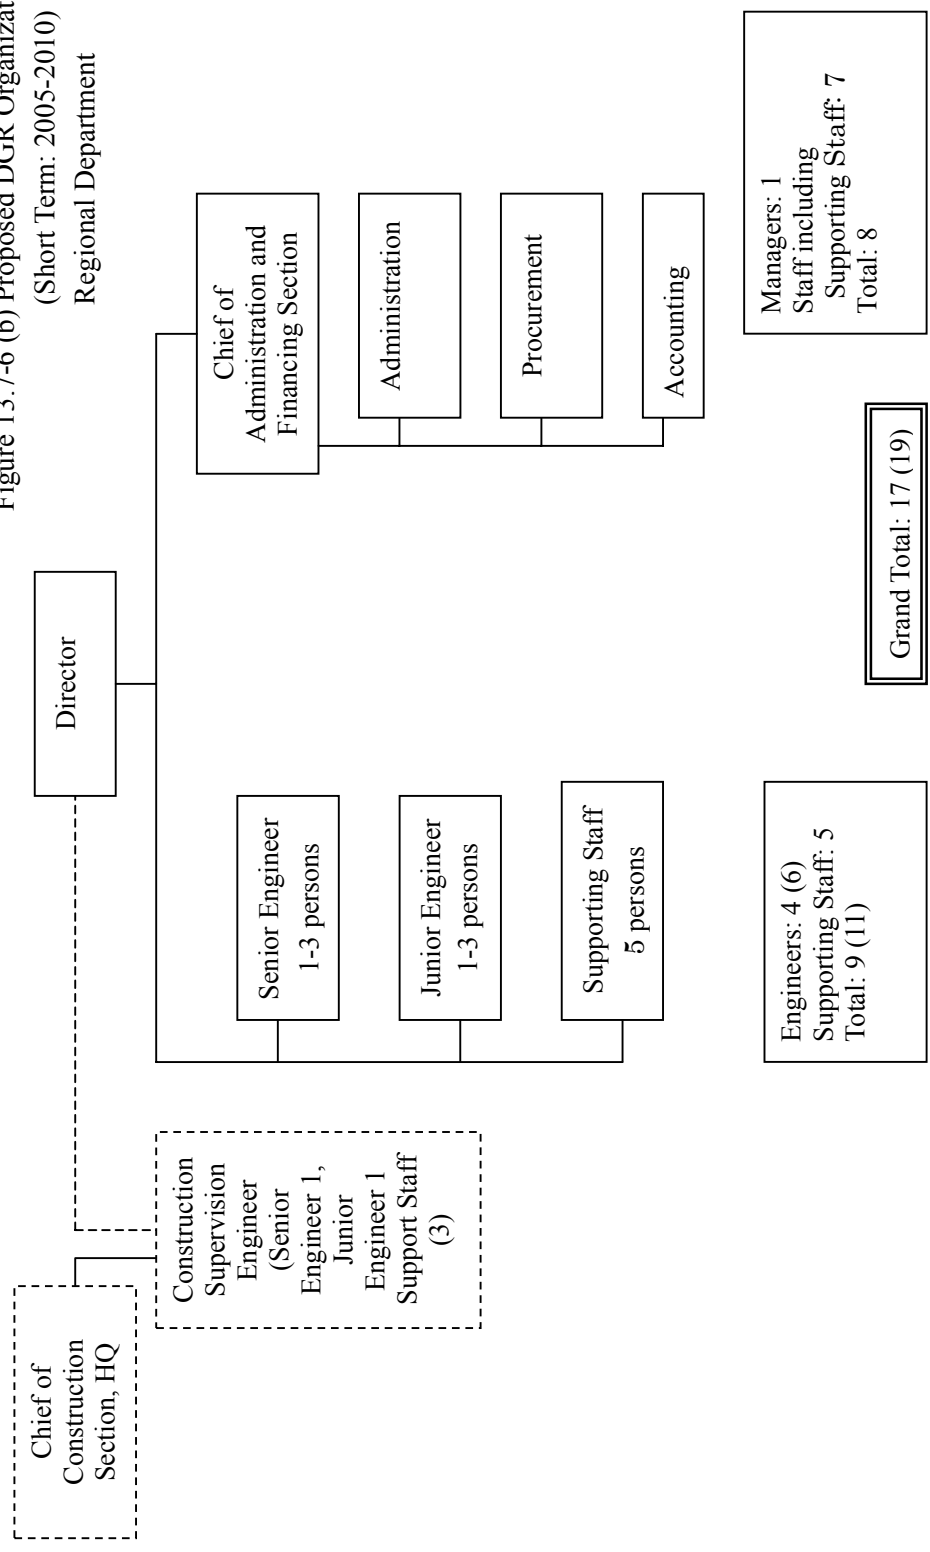 Figure 13.7-6 (b) Proposed DGR Organizat
(Short Term: 2005-2010)
Regional Department
Director
Chief of
Construction
Section, HQ
Construction
Supervision
Engineer
(Senior
Engineer 1,
Junior
Engineer 1
Support Staff
(3)
Senior Engineer
1-3 persons
Junior Engineer
1-3 persons
Supporting Staff
5 persons
Chief of
Administration and
Financing Section
Administration
Procurement
Accounting
Engineers: 4 (6)
Supporting Staff: 5
Total: 9 (11)
Grand Total: 17 (19)
Managers: 1
Staff including
Supporting Staff: 7
Total: 8